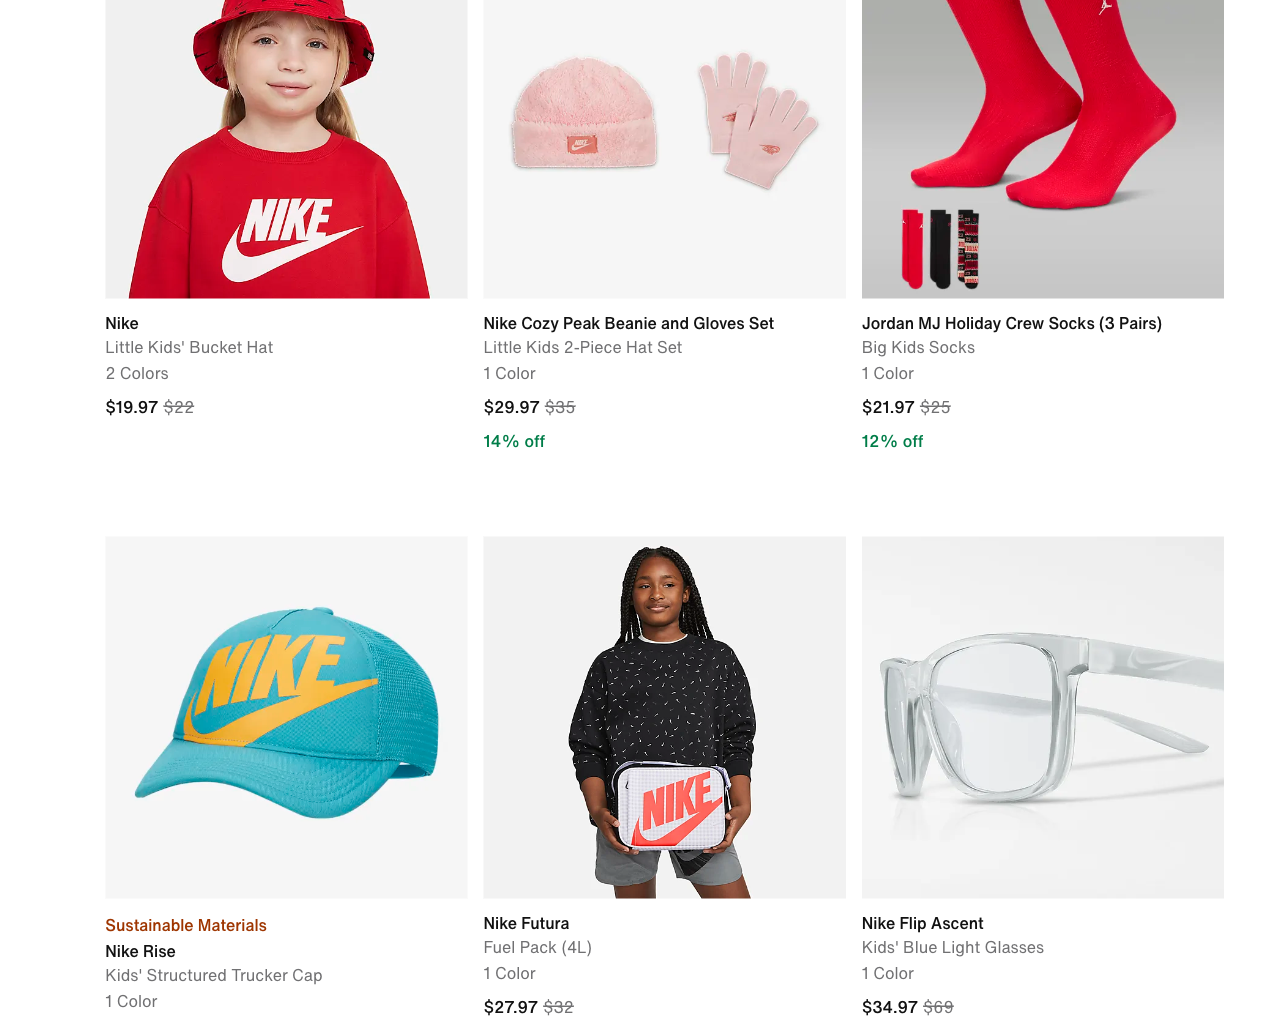 NIKE
NIKE
Nike
Little Kids' Bucket Hat
2 Colors
$19.97 $22
Nike Cozy Peak Beanie and Gloves Set
Little Kids 2-Piece Hat Set
1 Color
$29.97 $35
14% off
Jordan MJ Holiday Crew Socks (3 Pairs)
Big Kids Socks
1 Color
$21.97 $25
12% off
NIKE
NIKE
Sustainable Materials
Nike Rise
Kids' Structured Trucker Cap
1 Color
Nike Futura
Fuel Pack (4L)
1 Color
$27.97 $32
Nike Flip Ascent
Kids' Blue Light Glasses
1 Color
$34.97 $69